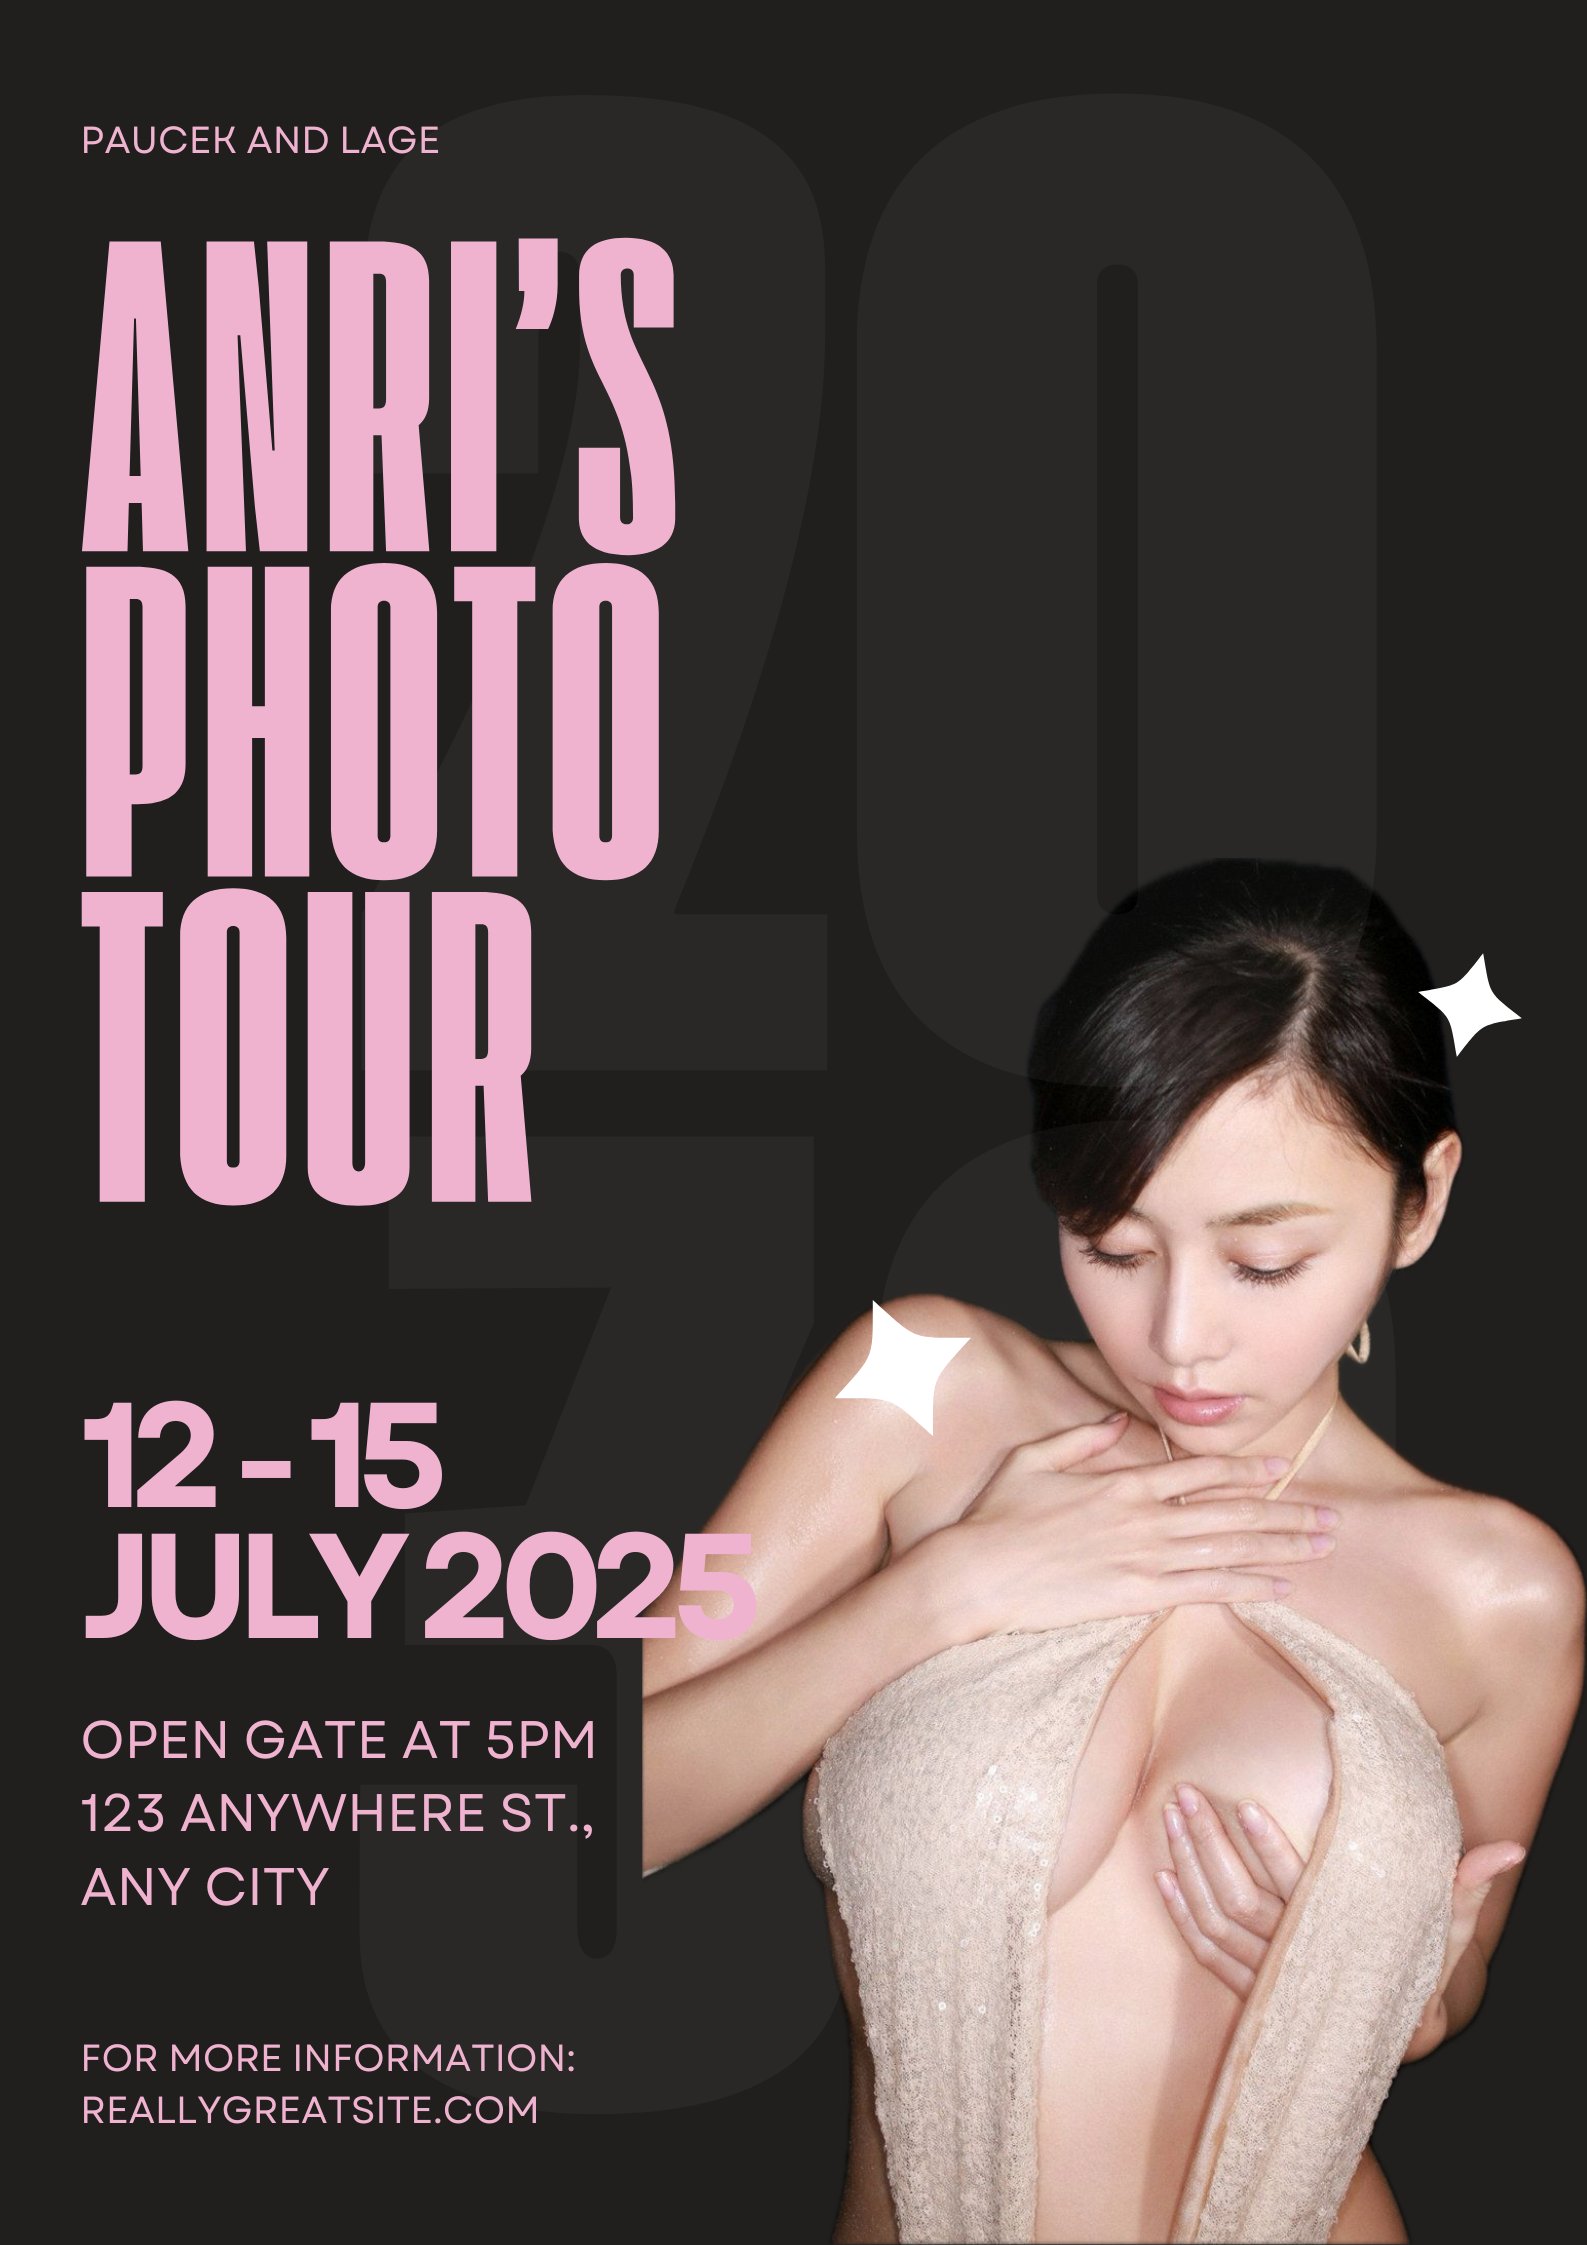 PAUCEK AND LAGE
ANRI’S
PHOTO
TOUR
12 - 15
JULY 2025
OPEN GATE AT 5PM
123 ANYWHERE ST.,
ANY CITY
FOR MORE INFORMATION:
REALLYGREATSITE.COM